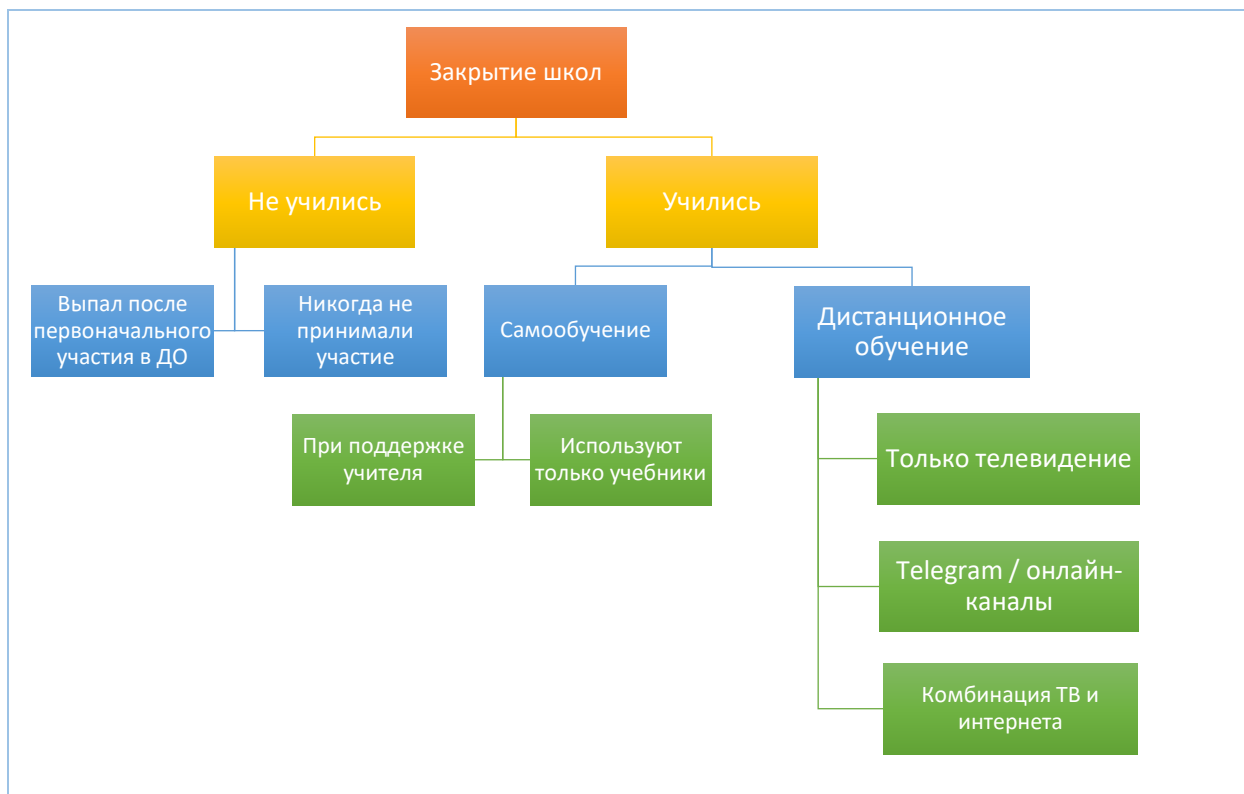 Закрытие школ
Не учились
Учились
Выпал после
первоначального
участия в ДО
Никогда не
принимали
участие
Самообучение
Дистанционное
обучение
При поддержке
учителя
Используют
только учебники
Только телевидение
Telegram / онлайн-
каналы
Комбинация ТВ и
интернета